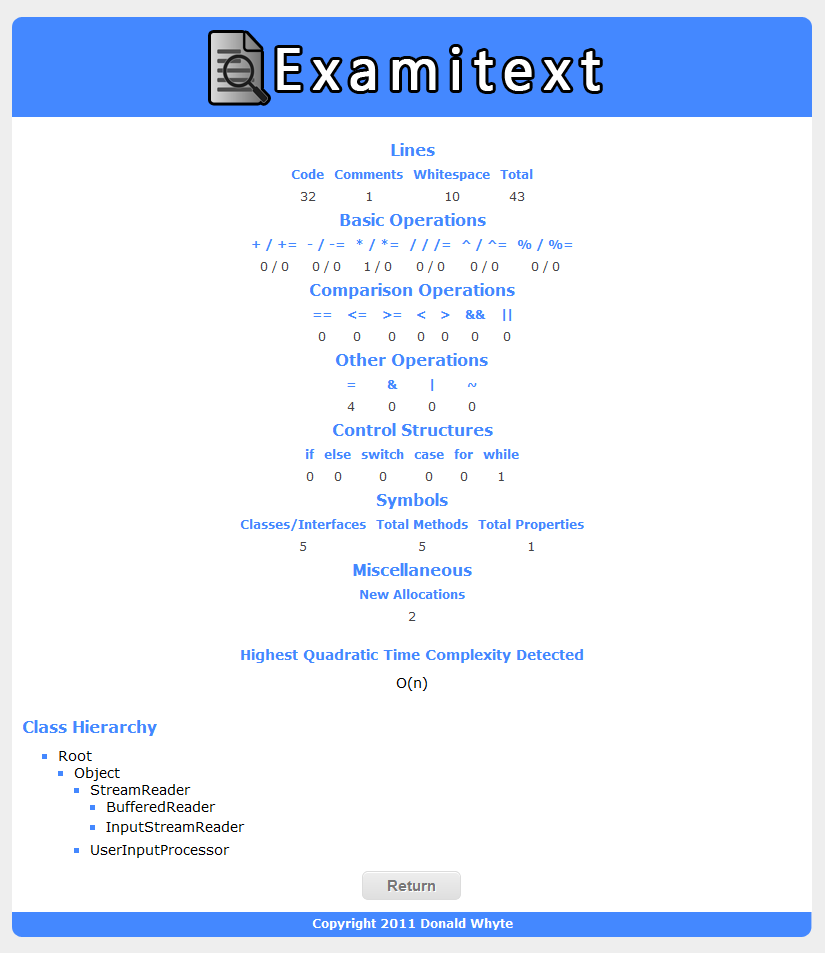 Examitext
Lines
Code Comments Whitespace Total
32 1 10 43
Basic Operations
+ / += - / -= * / *= / / /= ^ / ^= % / %=
0 / 0 0 / 0 1 / 0 0 / 0 0 / 0 0 / 0
Comparison Operations
== <= >= < > && ||
0 0 0 0 0 0 0
Other Operations
= & | ~
4 0 0 0
Control Structures
if else switch case for while
0 0 0 0 0 1
Symbols
Classes/Interfaces Total Methods Total Properties
5 5 1
Miscellaneous
New Allocations
2
Highest Quadratic Time Complexity Detected
O(n)
Class Hierarchy
Root
Object
StreamReader
BufferedReader
InputStreamReader
UserInputProcessor
Return
Copyright 2011 Donald Whyte